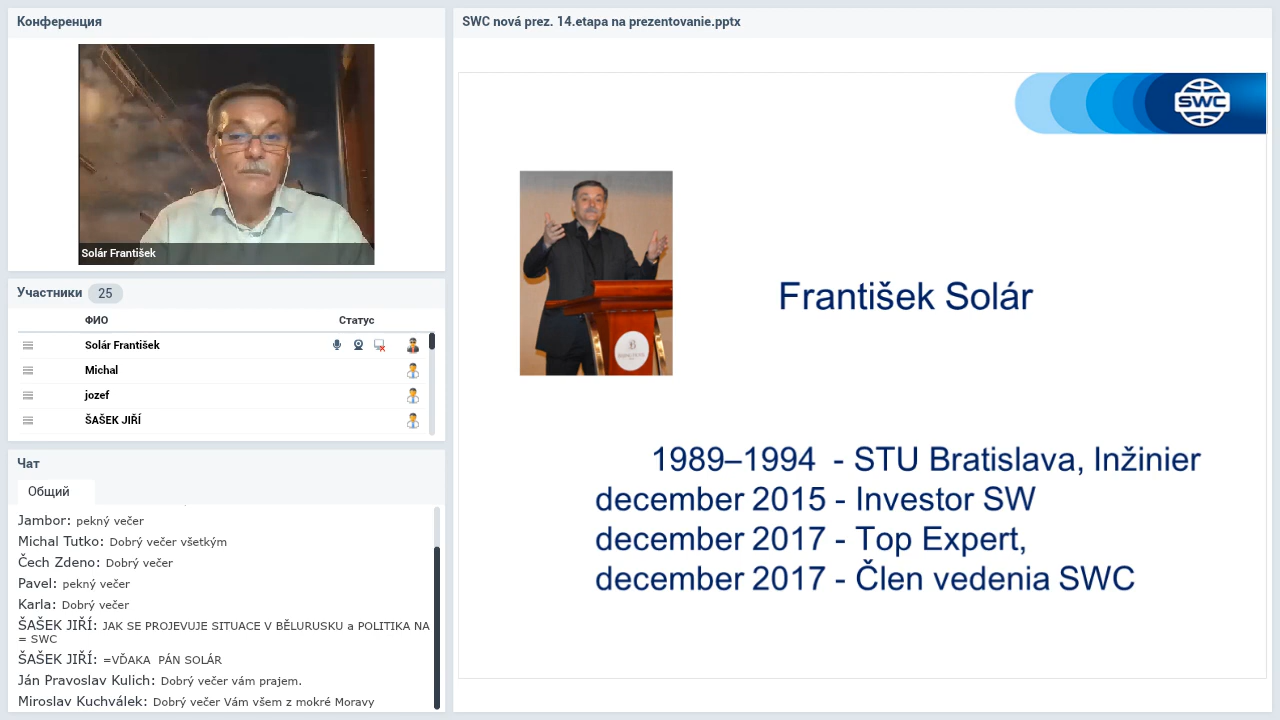 Конференция
Solár František
Участники 25
ФИО Статус
Solár František
Michal
jozef
ŠAŠEK JIŘÍ
Чат
Общий
Jambor: pekný večer
Michal Tutko: Dobrý večer všetkým
Čech Zdeno: Dobrý večer
Pavel: pekný večer
Karla: Dobrý večer
ŠAŠEK JIŘÍ: JAK SE PROJEVUJE SITUACE V BĚLURUSKU a POLITIKA NA
= SWC
ŠAŠEK JIŘÍ: =VĎAKA PÁN SOLÁR
Ján Pravoslav Kulich: Dobrý večer vám prajem.
Miroslav Kuchválek: Dobrý večer Vám všem z mokré Moravy
SWC nová prez. 14.etapa na prezentovanie.pptx
SWC
František Solár
1989–1994 - STU Bratislava, Inžinier
december 2015 - Investor SW
december 2017 - Top Expert,
december 2017 - Člen vedenia SWC